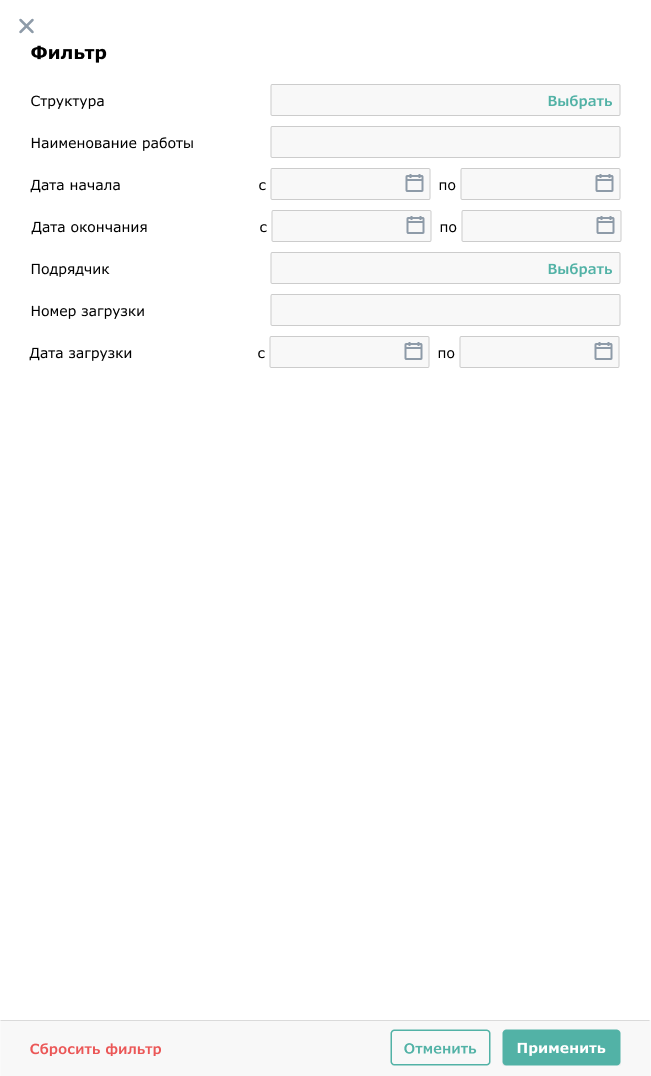 Фильтр
Структура Выбрать
Наименование работы
Дата начала с по
Дата окончания с по
Подрядчик Выбрать
Номер загрузки
Дата загрузки с по
Сбросить фильтр Отменить Применить